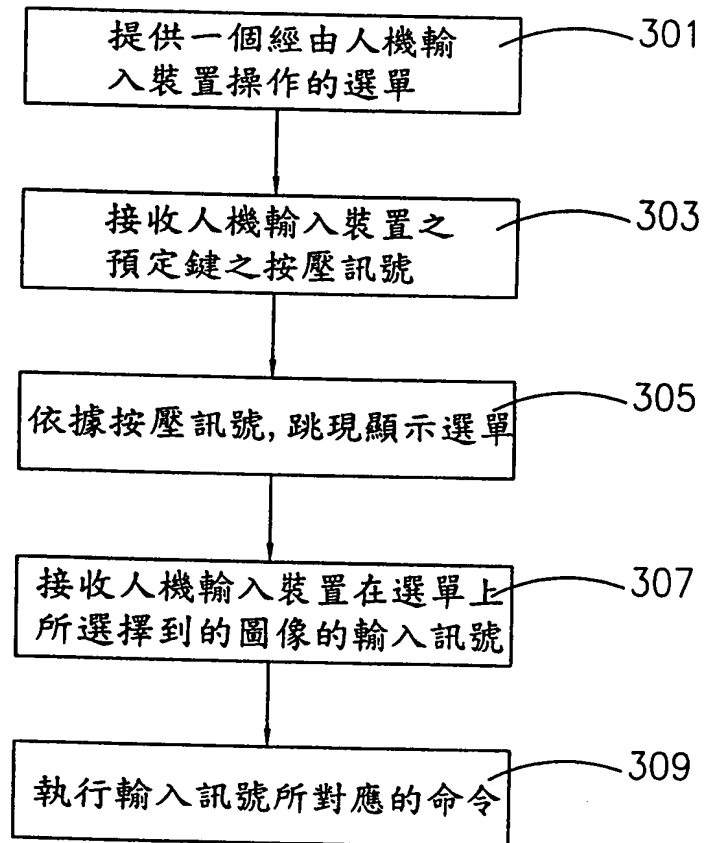 提供一個經由人機輸
入裝置操作的選單
301
接收人機輸入裝置之
預定鍵之按壓訊號
303
依據按壓訊號,跳現顯示選單
305
接收人機輸入裝置在選單上
所選擇到的圖像的輸入訊號
307
執行輸入訊號所對應的命令
309